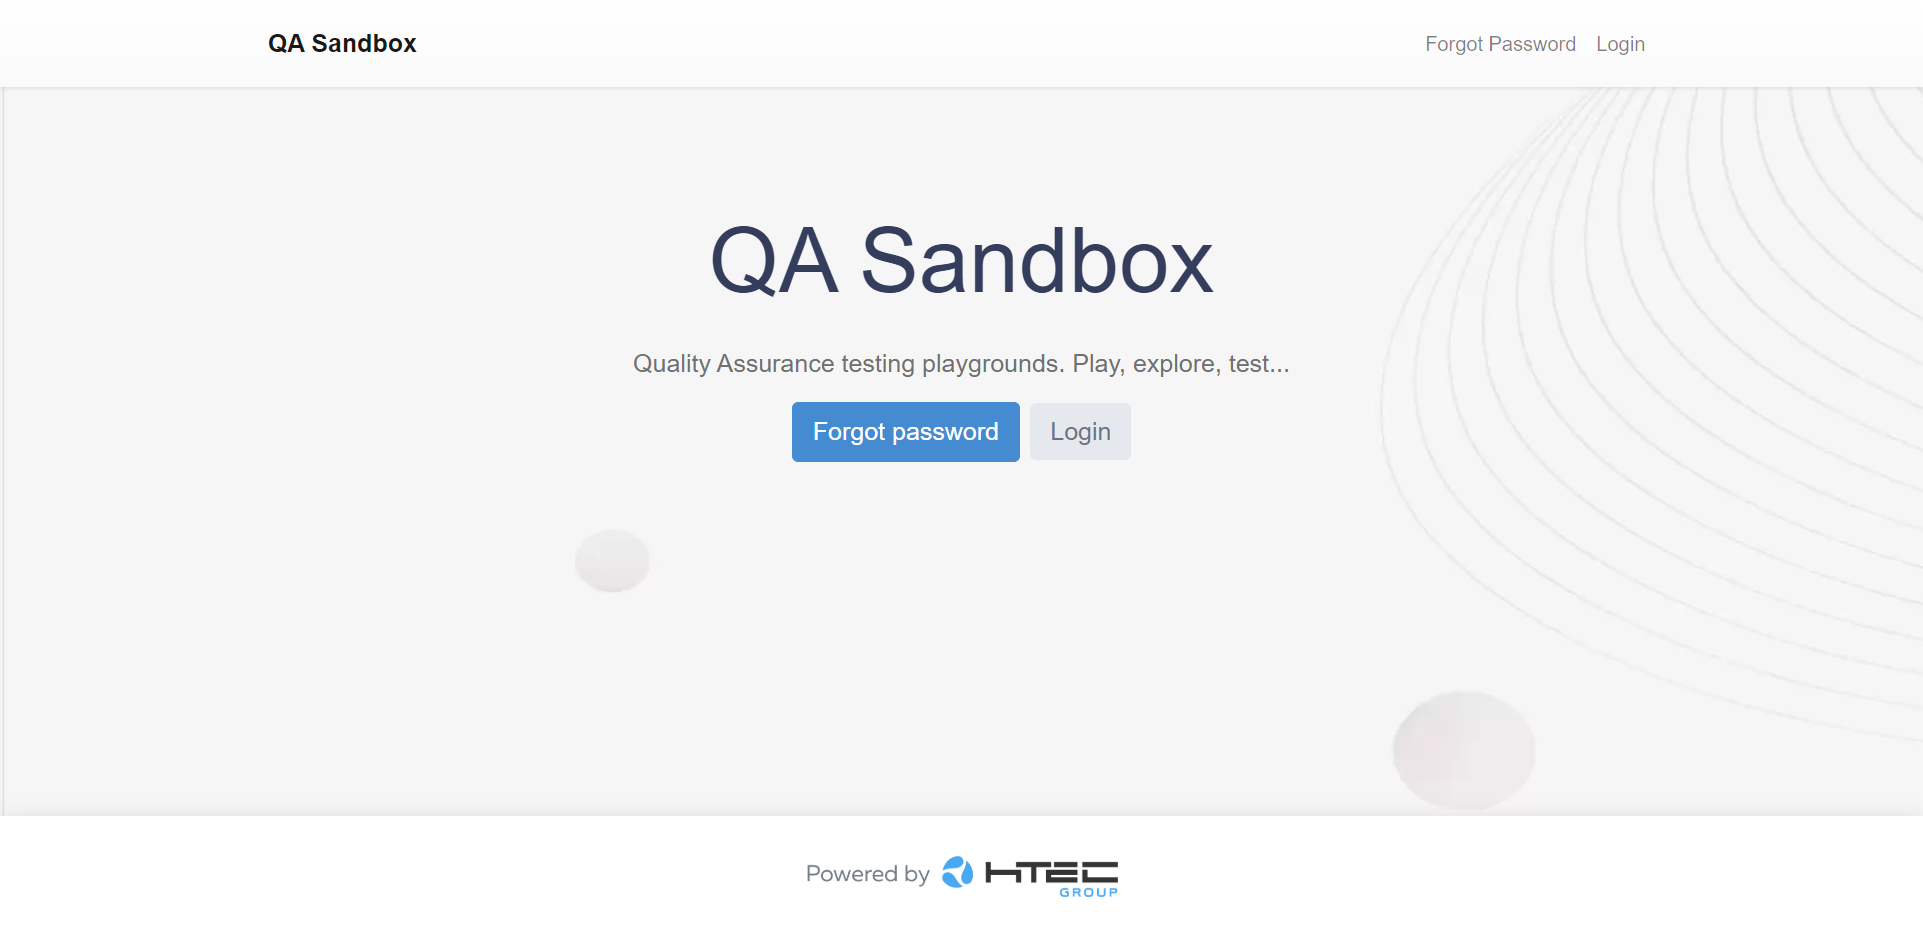 QA Sandbox
Forgot Password Login
QA Sandbox
Quality Assurance testing playgrounds. Play, explore, test...
Forgot password Login
Powered by HTEC
GROUP